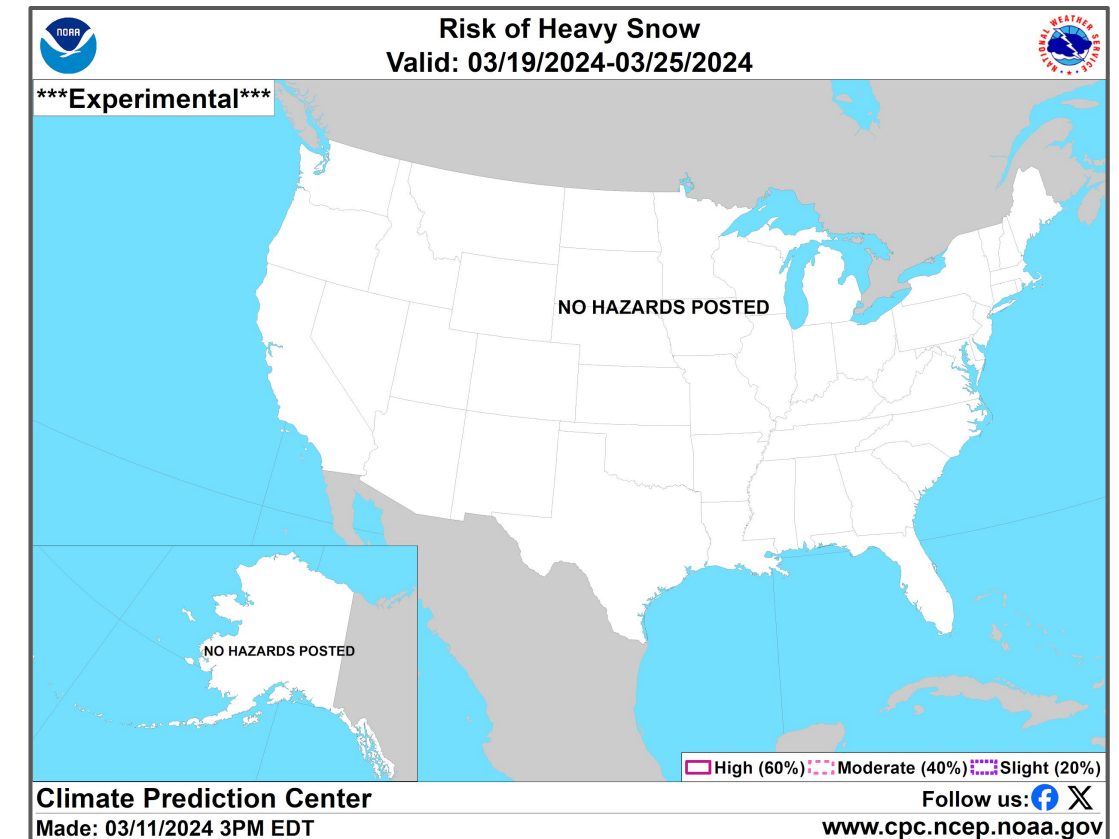 NOAA
Risk of Heavy Snow
Valid: 03/19/2024-03/25/2024
NATIONAL WEATHER SERVICE
***Experimental***
NO HAZARDS POSTED
NO HAZARDS POSTED
High (60%) Moderate (40%) Slight (20%)
Climate Prediction Center
Follow us:
Made: 03/11/2024 3PM EDT
www.cpc.ncep.noaa.gov